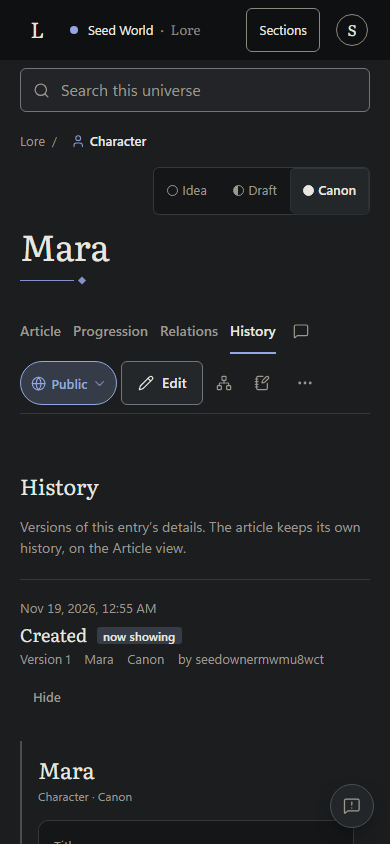 L Seed World · Lore Sections S
Search this universe
Lore / Character
Idea Draft Canon
Mara
Article Progression Relations History
Public Edit
History
Versions of this entry's details. The article keeps its own
history, on the Article view.
Nov 19, 2026, 12:55 AM
Created now showing
Version 1 Mara Canon by seedownermwmu8wct
Hide
Mara
Character · Canon